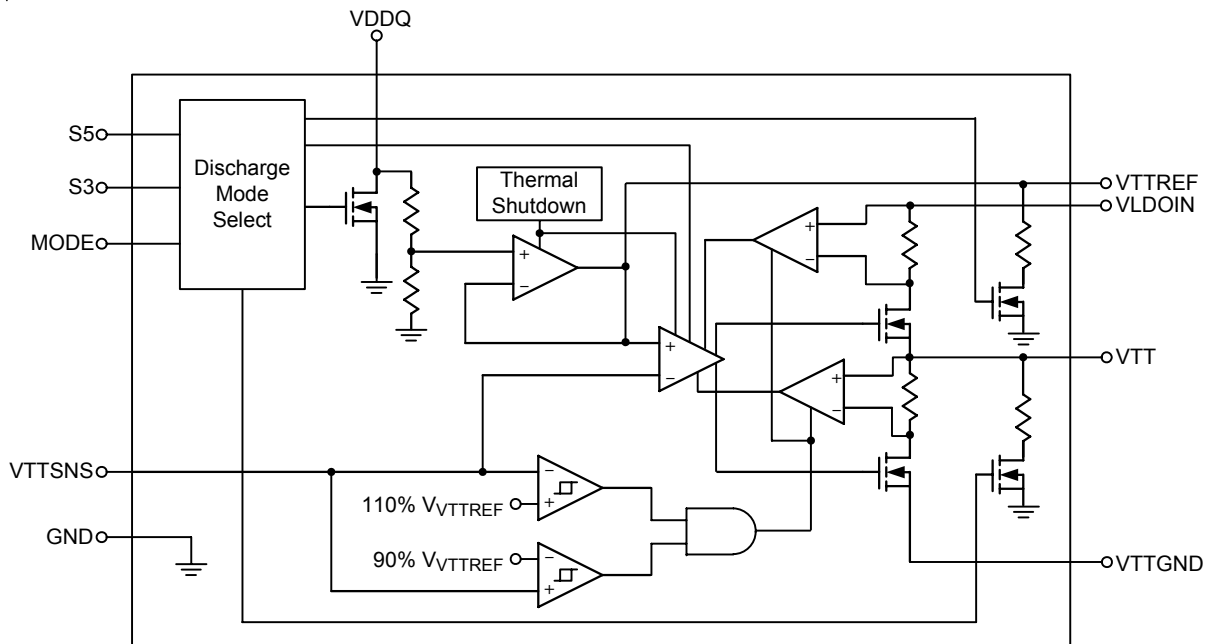 VDDQ
S5
S3
MODE
Discharge
Mode
Select
Thermal
Shutdown
+
−
+
−
+
−
+
−
VTTREF
VLDOIN
VTT
VTTSNS
GND
110% VVTTREF
−
+
90% VVTTREF
−
+
VTTGND